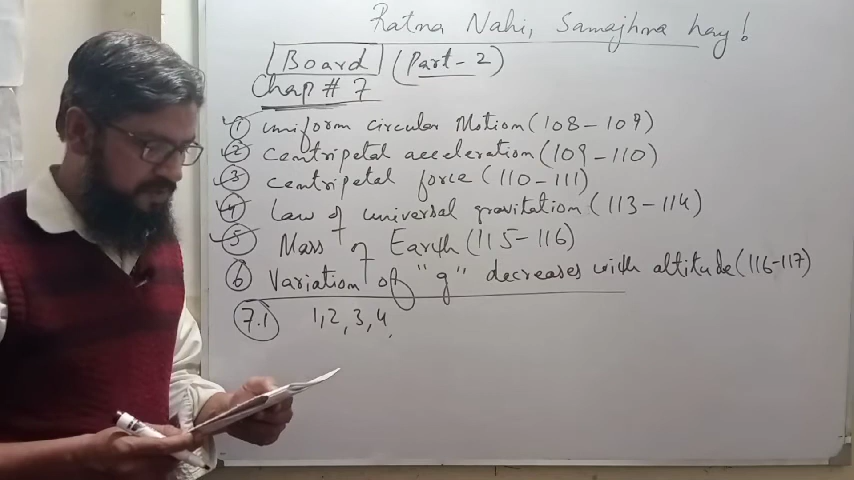 Ratna Nahi, Samajhna hay!
Board (Part-2)
Chap # 7
1 uniform circular Motion (108-109)
2 centripetal acceleration (109-110)
3 centripetal force (110-111)
4 Law of universal gravitation (113-114)
5 Mass of Earth (115-116)
6 Variation of "g" decreases with altitude (116-117)
7.1 1,2,3,4,